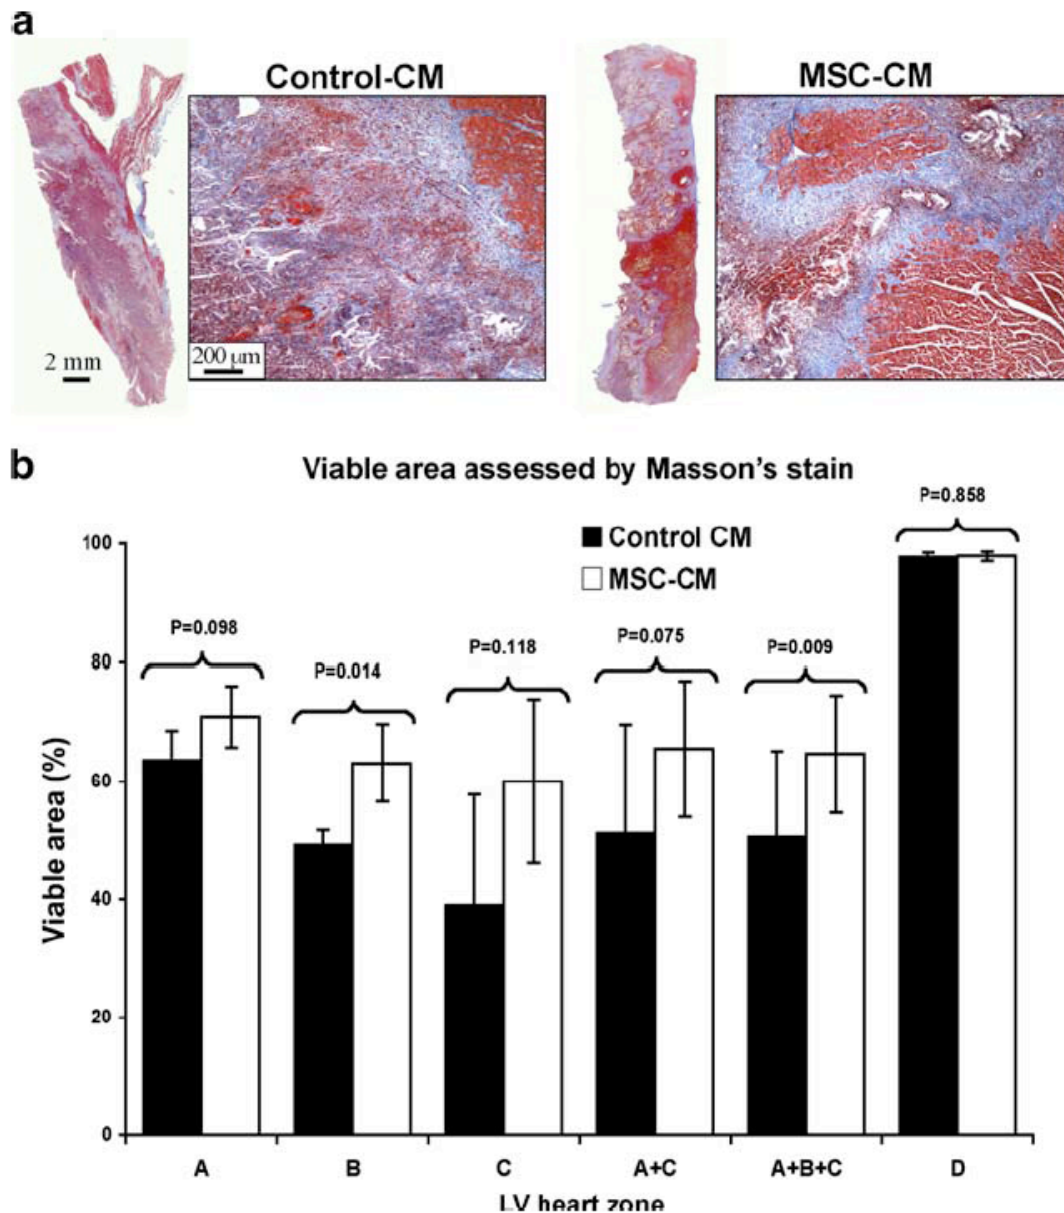 a
Control-CM
MSC-CM
2 mm
200 μm
b
Viable area assessed by Masson's stain
P=0.858
Control CM
MSC-CM
P=0.098
P=0.014
P=0.118
P=0.075
P=0.009
100
80
60
40
20
0
Viable area (%)
A B C A+C A+B+C D
LV heart zone